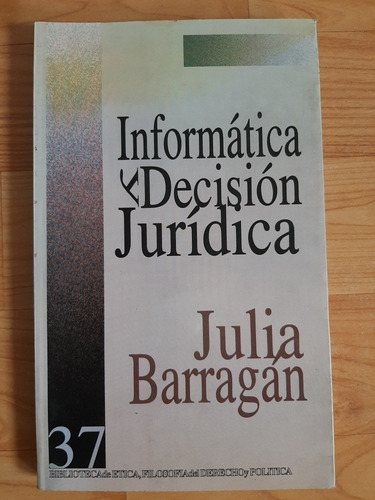 Informática
y Decisión
Jurídica
Julia
Barragán
37
BIBLIOTECA de ETICA, FILOSOFIA del DERECHO y POLITICA